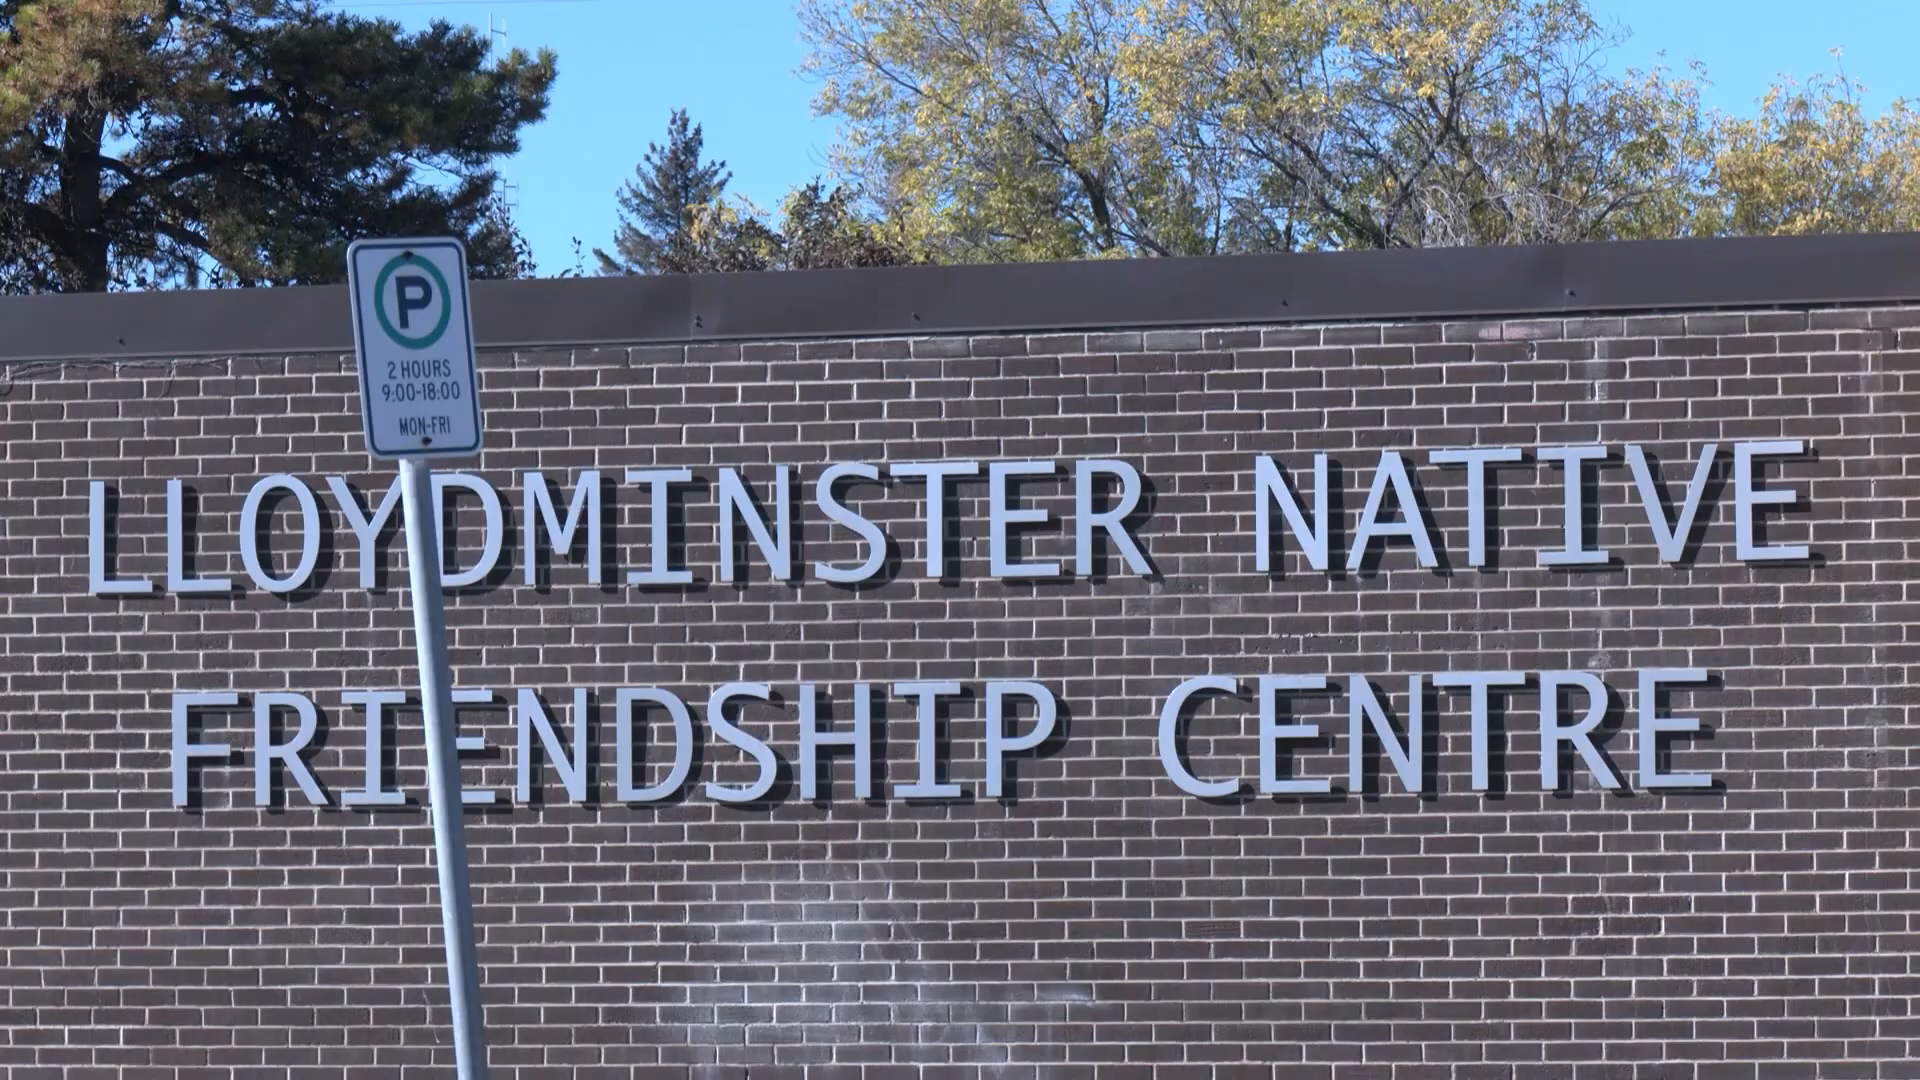 P
2 HOURS
9:00-18:00
MON-FRI
LLOYDMINSTER NATIVE
FRIENDSHIP CENTRE